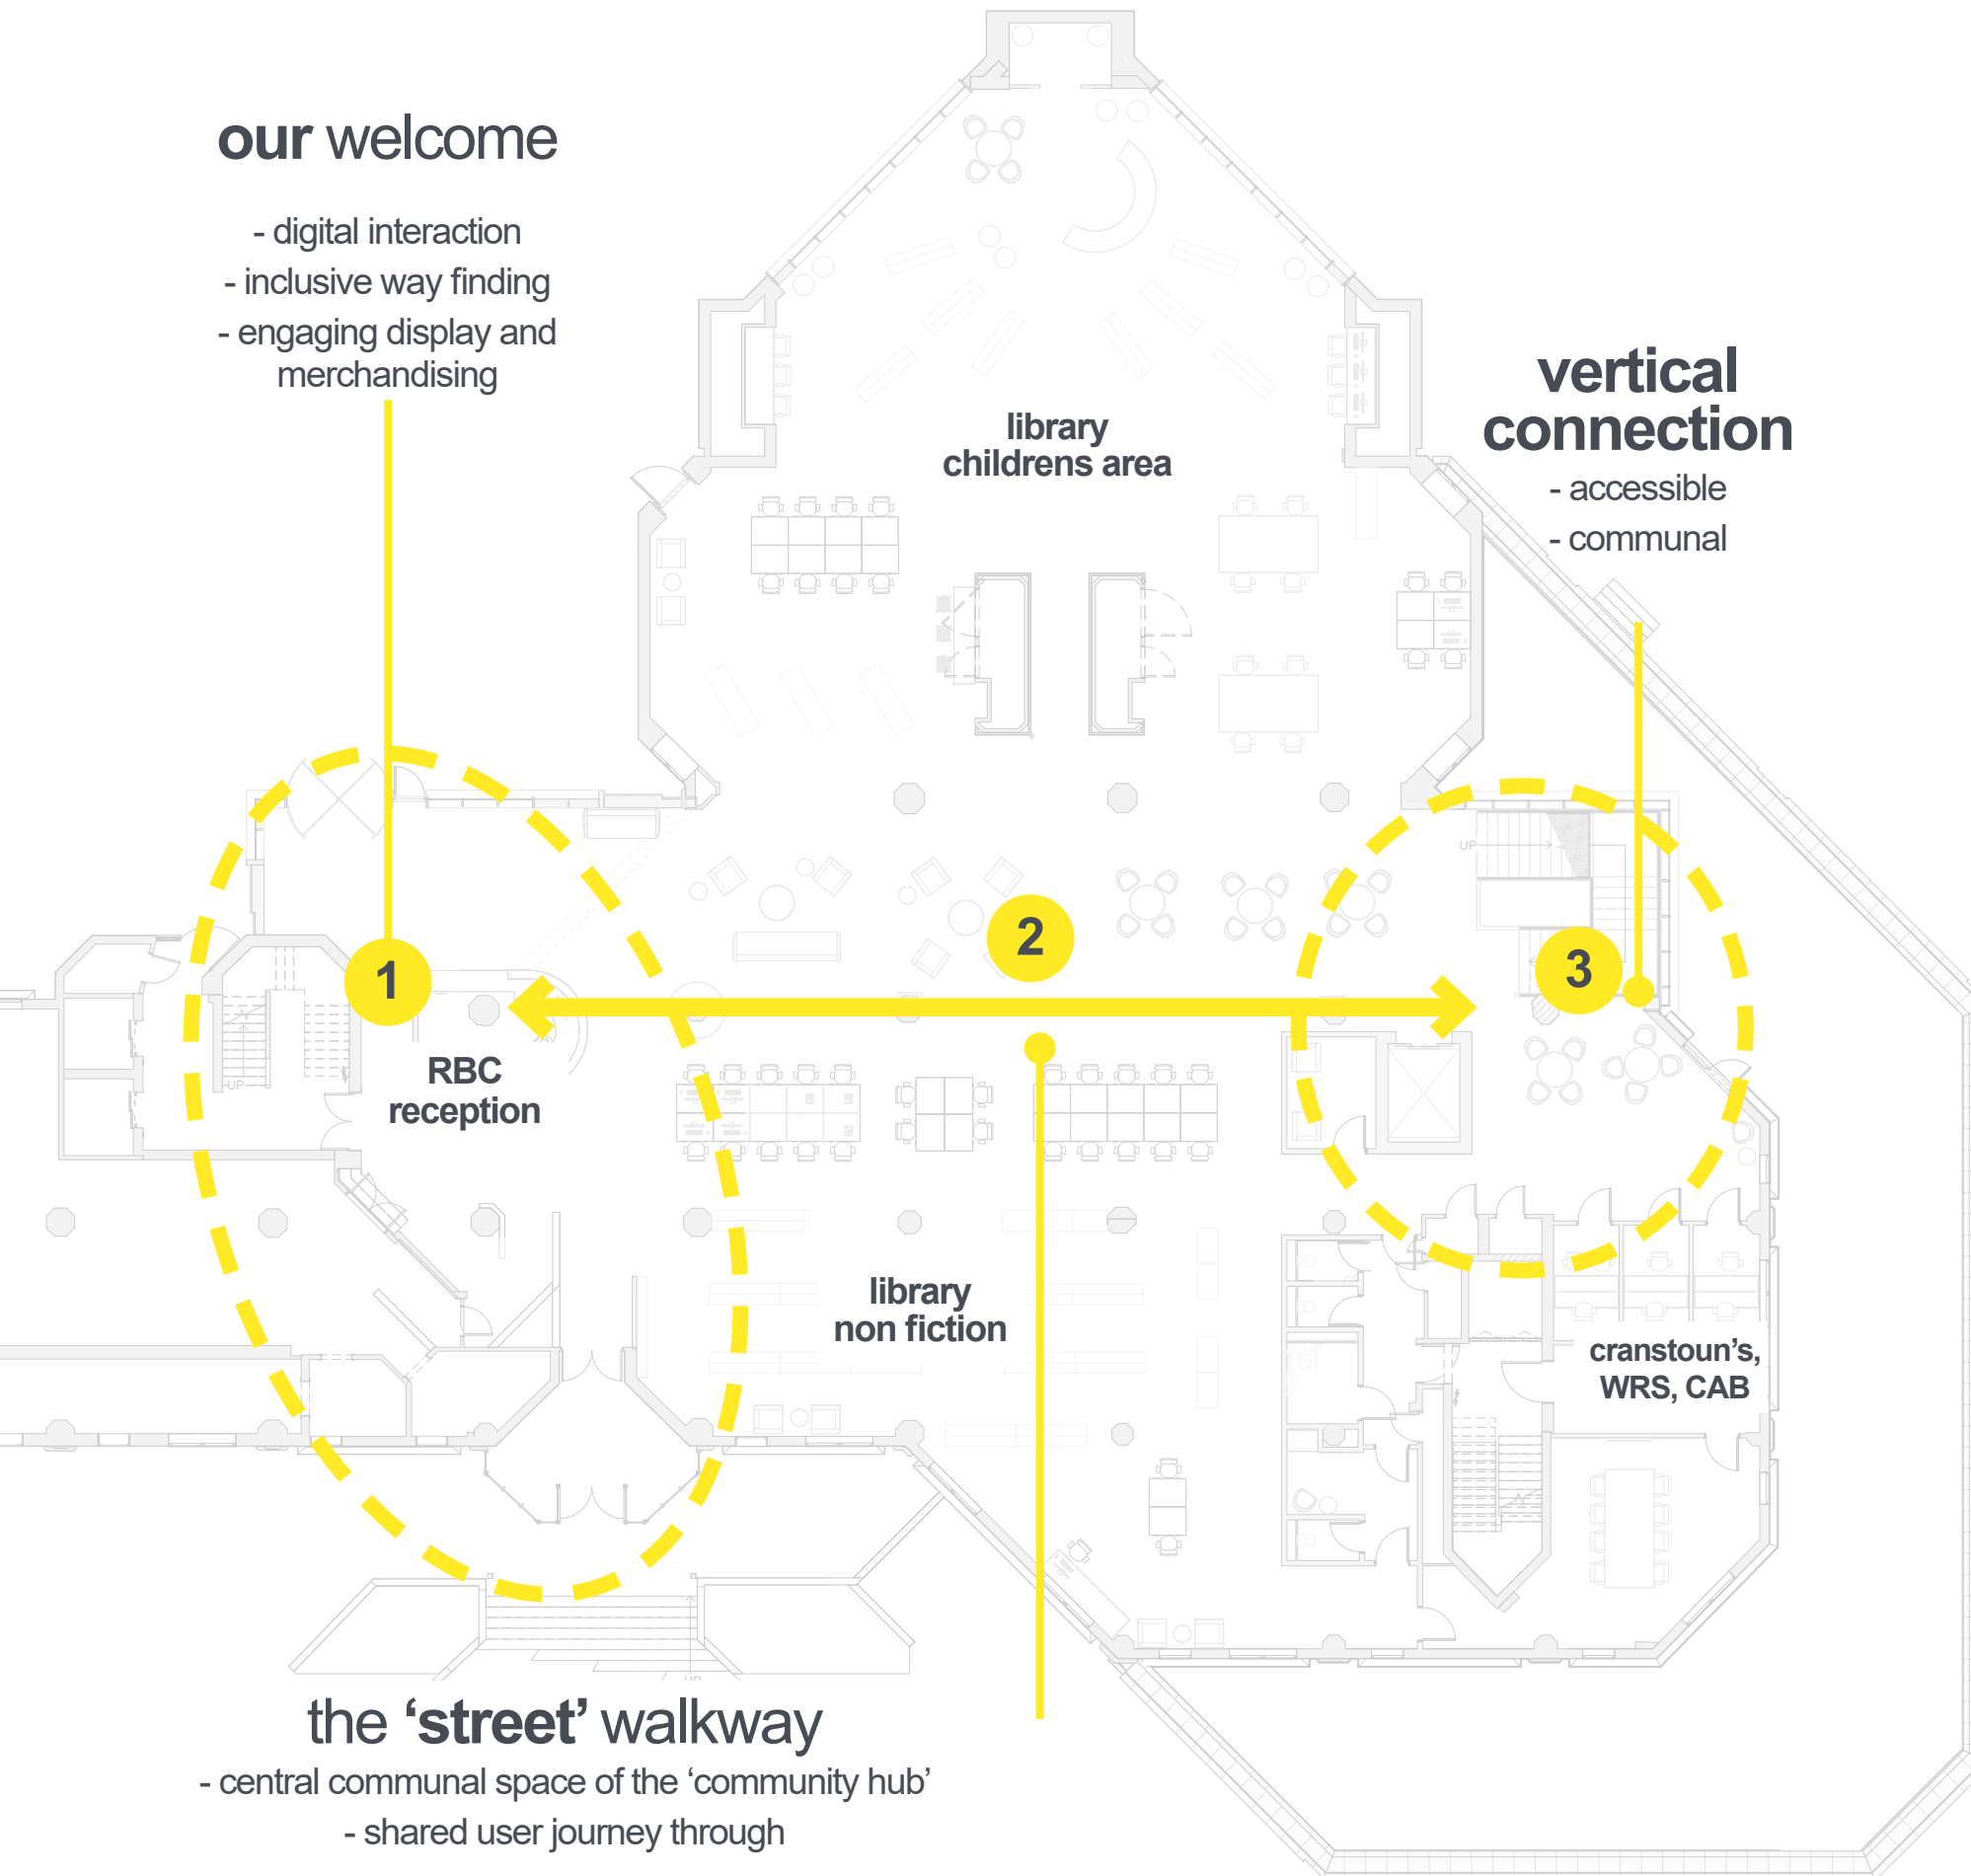 our welcome
- digital interaction
- inclusive way finding
- engaging display and
merchandising
vertical
connection
- accessible
- communal
library
childrens area
UP
1
2
3
UP
RBC
reception
library
non fiction
cranstoun's,
WRS, CAB
UP
the ‘street’ walkway
- central communal space of the ‘community hub’
- shared user journey through